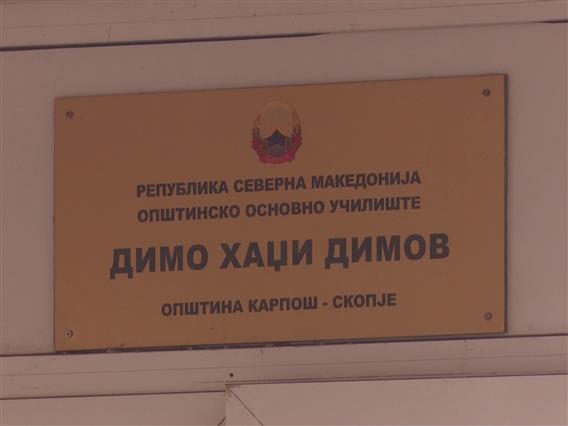 РЕПУБЛИКА СЕВЕРНА МАКЕДОНИЈА
ОПШТИНСКО ОСНОВНО УЧИЛИШТЕ
ДИМО ХАЏИ ДИМОВ
ОПШТИНА КАРПОШ - СКОПЈЕ